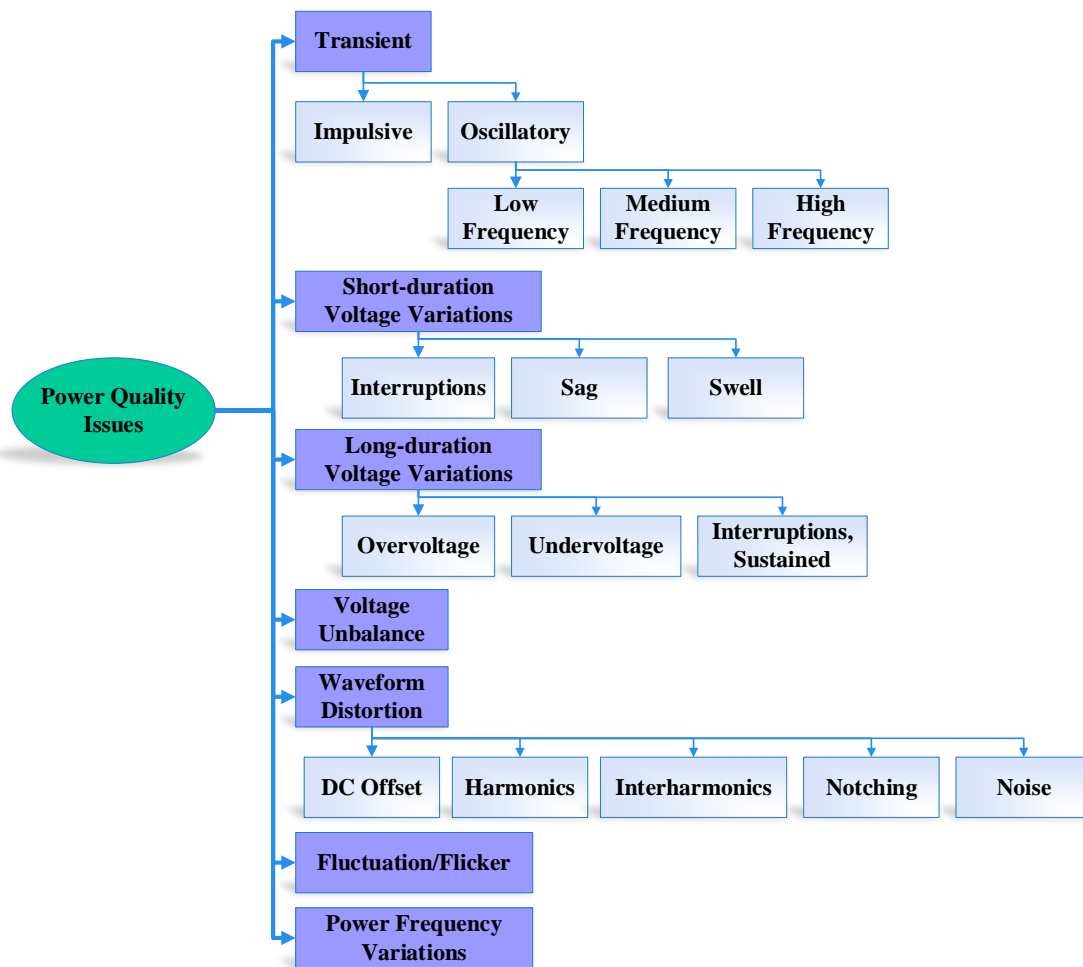 Transient
Impulsive
Oscillatory
Low
Frequency
Medium
Frequency
High
Frequency
Short-duration
Voltage Variations
Interruptions
Sag
Swell
Power Quality
Issues
Long-duration
Voltage Variations
Overvoltage
Undervoltage
Interruptions,
Sustained
Voltage
Unbalance
Waveform
Distortion
DC Offset
Harmonics
Interharmonics
Notching
Noise
Fluctuation/Flicker
Power Frequency
Variations